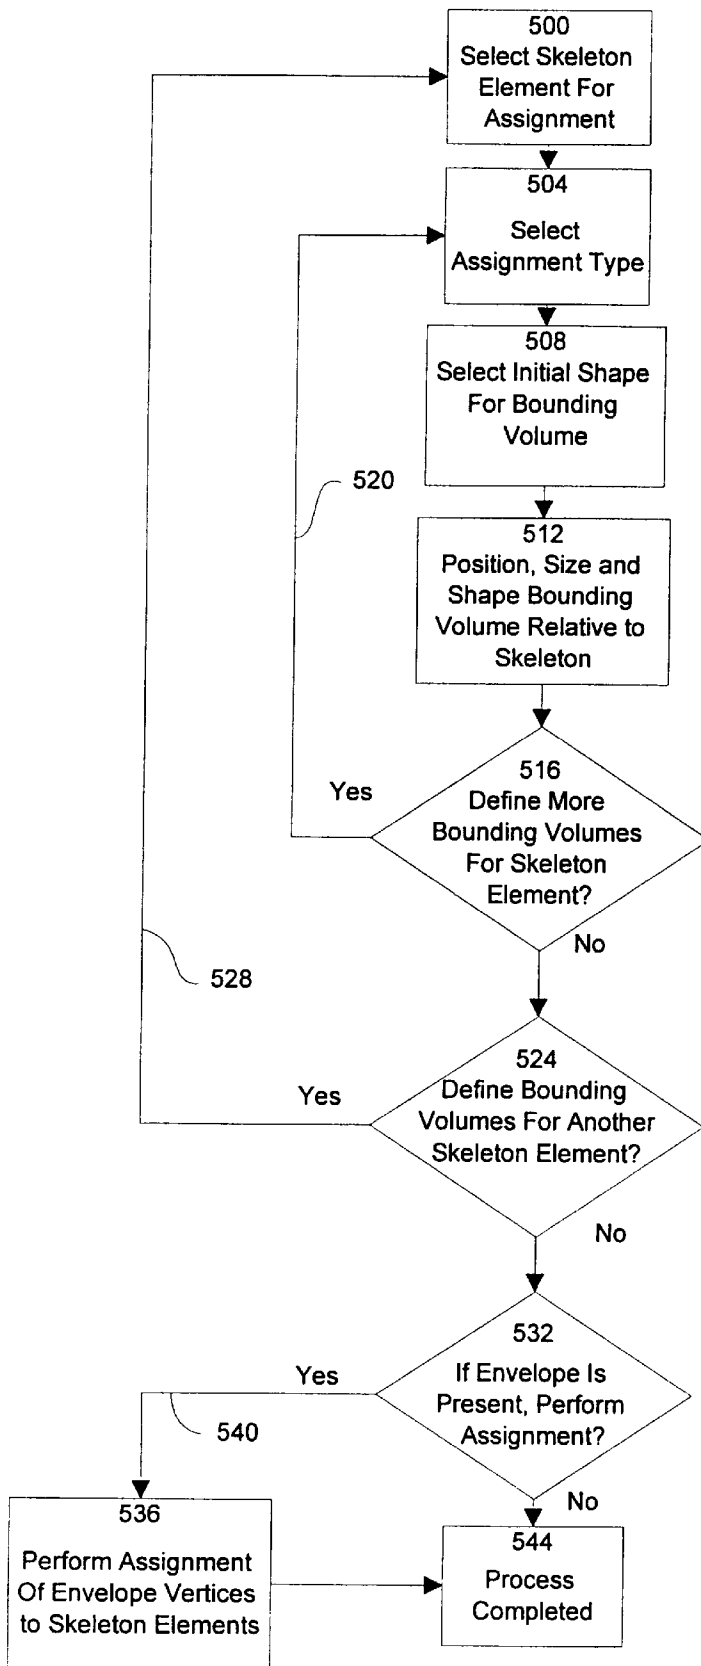 500
Select Skeleton
Element For
Assignment
504
Select
Assignment Type
508
Select Initial Shape
For Bounding
Volume
520
512
Position, Size and
Shape Bounding
Volume Relative to
Skeleton
Yes
516
Define More
Bounding Volumes
For Skeleton
Element?
No
528
524
Define Bounding
Volumes For Another
Skeleton Element?
Yes
No
532
If Envelope Is
Present, Perform
Assignment?
Yes
540
No
536
Perform Assignment
Of Envelope Vertices
to Skeleton Elements
544
Process
Completed